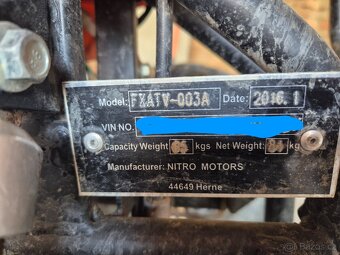 Model: FXATV-003A Date: 2016.1
VIN NO.
Capacity Weight kgs Net Weight: kg
Manufacturer: NITRO MOTORS
44649 Herne